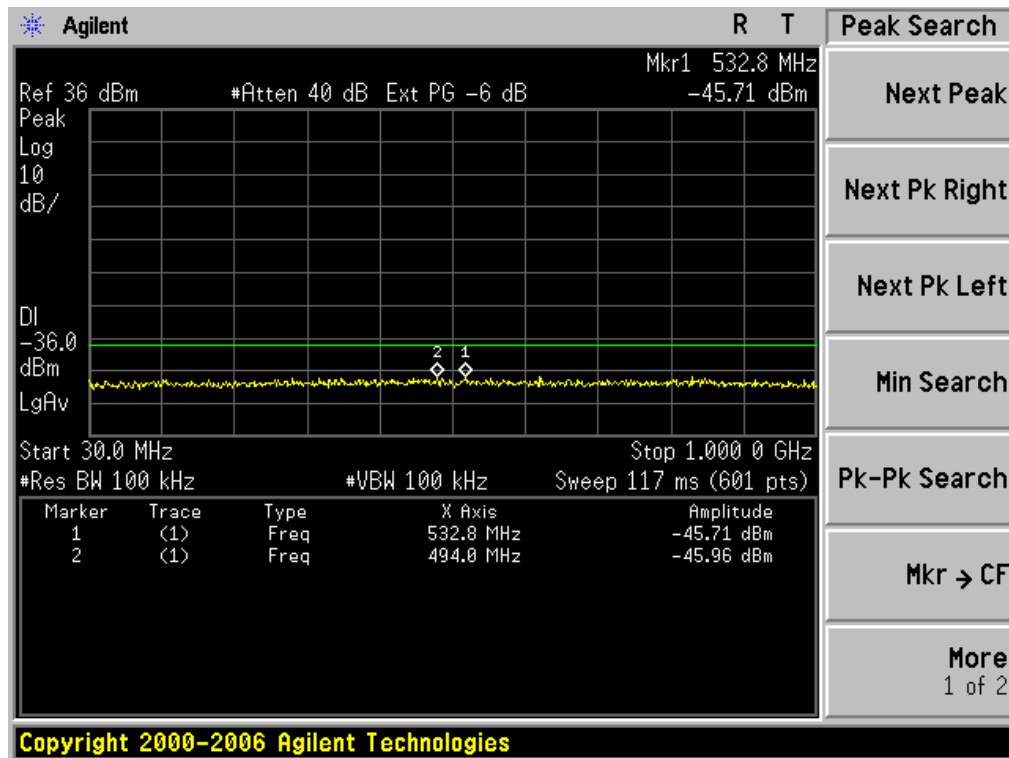 Agilent R T Peak Search
Mkr1 532.8 MHz
Ref 36 dBm #Atten 40 dB Ext PG -6 dB -45.71 dBm
Peak
Log
10
dB/
DI
-36.0
dBm
LgAv
2 1
Start 30.0 MHz Stop 1.000 0 GHz
#Res BW 100 kHz #VBW 100 kHz Sweep 117 ms (601 pts)
Marker Trace Type X Axis Amplitude
1 (1) Freq 532.8 MHz -45.71 dBm
2 (1) Freq 494.0 MHz -45.96 dBm
Next Peak
Next Pk Right
Next Pk Left
Min Search
Pk-Pk Search
Mkr → CF
More
1 of 2
Copyright 2000-2006 Agilent Technologies